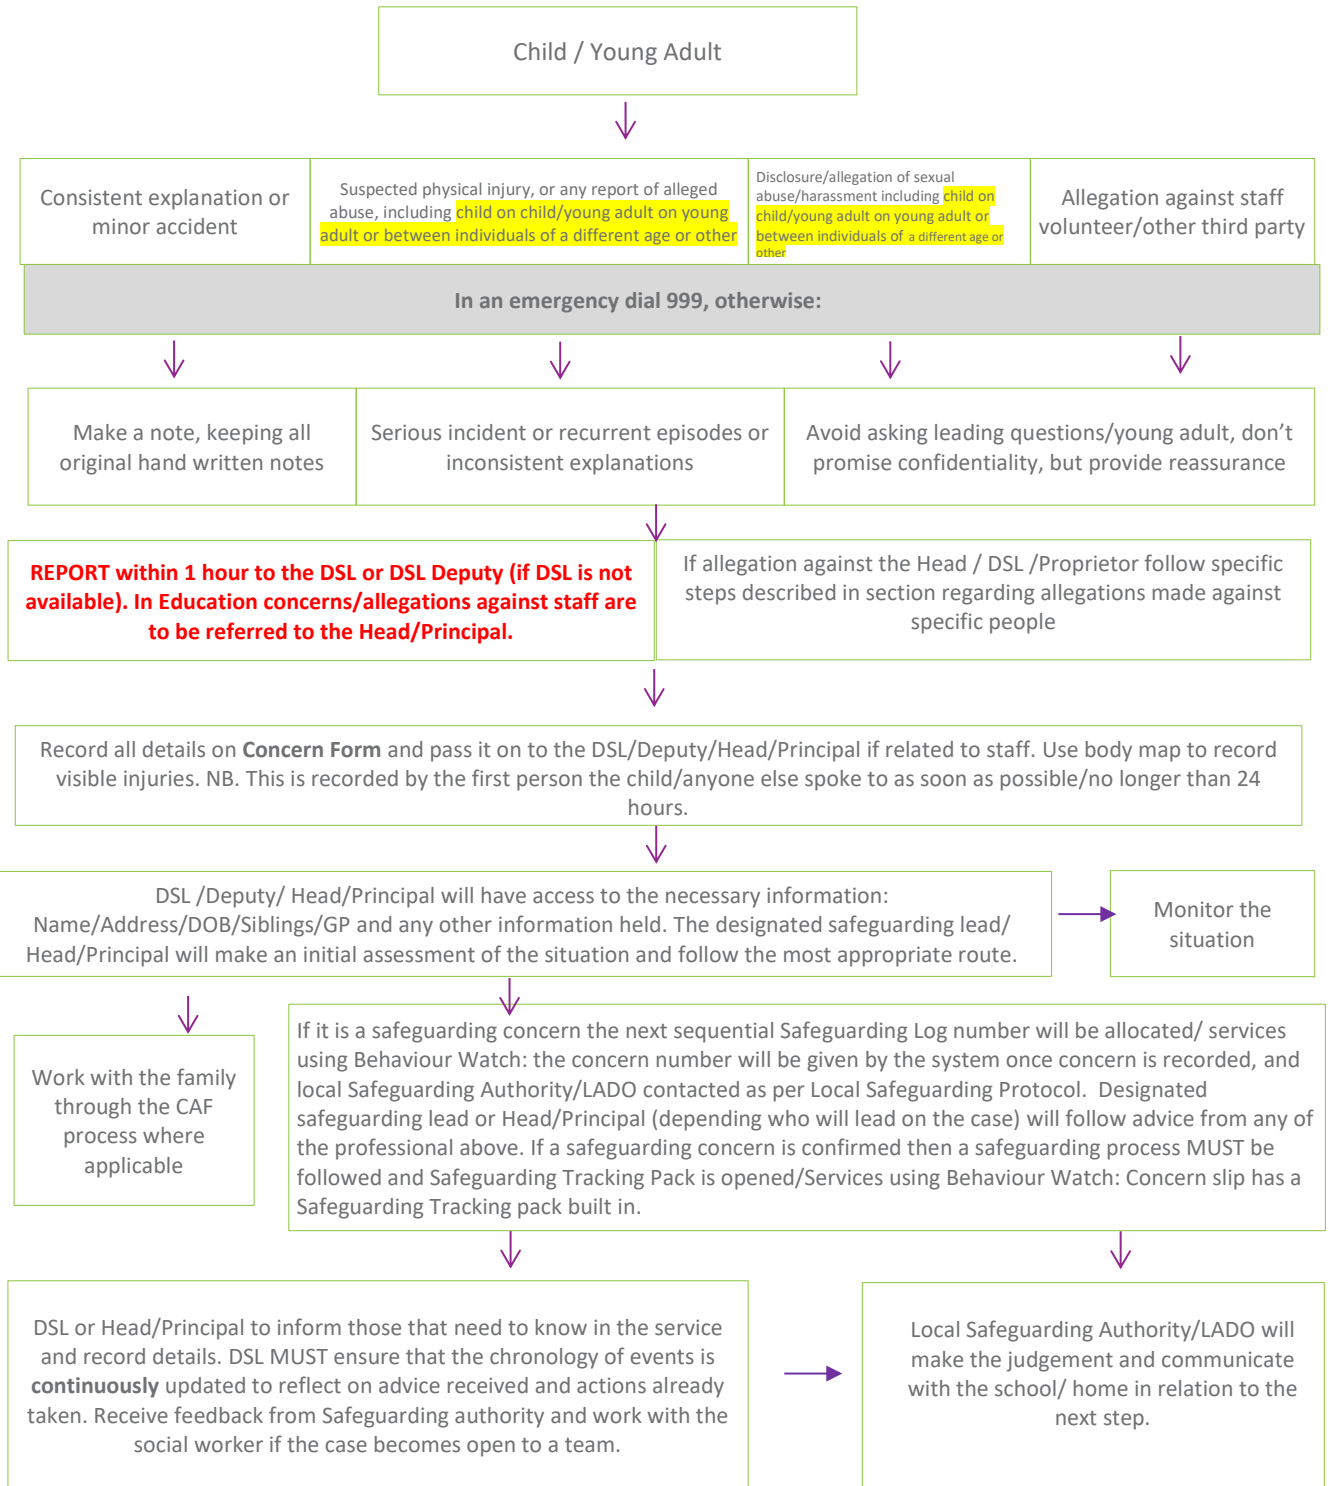 Child / Young Adult
Consistent explanation or
minor accident
Suspected physical injury, or any report of alleged
abuse, including child on child/young adult on young
adult or between individuals of a different age or other
Disclosure/allegation of sexual
abuse/harassment including child on
child/young adult on young adult or
between individuals of a different age or
other
Allegation against staff
volunteer/other third party
In an emergency dial 999, otherwise:
Make a note, keeping all
original hand written notes
Serious incident or recurrent episodes or
inconsistent explanations
Avoid asking leading questions/young adult, don’t
promise confidentiality, but provide reassurance
REPORT within 1 hour to the DSL or DSL Deputy (if DSL is not
available). In Education concerns/allegations against staff are
to be referred to the Head/Principal.
If allegation against the Head / DSL /Proprietor follow specific
steps described in section regarding allegations made against
specific people
Record all details on Concern Form and pass it on to the DSL/Deputy/Head/Principal if related to staff. Use body map to record
visible injuries. NB. This is recorded by the first person the child/anyone else spoke to as soon as possible/no longer than 24
hours.
DSL /Deputy/ Head/Principal will have access to the necessary information:
Name/Address/DOB/Siblings/GP and any other information held. The designated safeguarding lead/
Head/Principal will make an initial assessment of the situation and follow the most appropriate route.
Monitor the
situation
Work with the family
through the CAF
process where
applicable
If it is a safeguarding concern the next sequential Safeguarding Log number will be allocated/ services
using Behaviour Watch: the concern number will be given by the system once concern is recorded, and
local Safeguarding Authority/LADO contacted as per Local Safeguarding Protocol.  Designated
safeguarding lead or Head/Principal (depending who will lead on the case) will follow advice from any of
the professional above. If a safeguarding concern is confirmed then a safeguarding process MUST be
followed and Safeguarding Tracking Pack is opened/Services using Behaviour Watch: Concern slip has a
Safeguarding Tracking pack built in.
DSL or Head/Principal to inform those that need to know in the service
and record details. DSL MUST ensure that the chronology of events is
continuously updated to reflect on advice received and actions already
taken. Receive feedback from Safeguarding authority and work with the
social worker if the case becomes open to a team.
Local Safeguarding Authority/LADO will
make the judgement and communicate
with the school/ home in relation to the
next step.